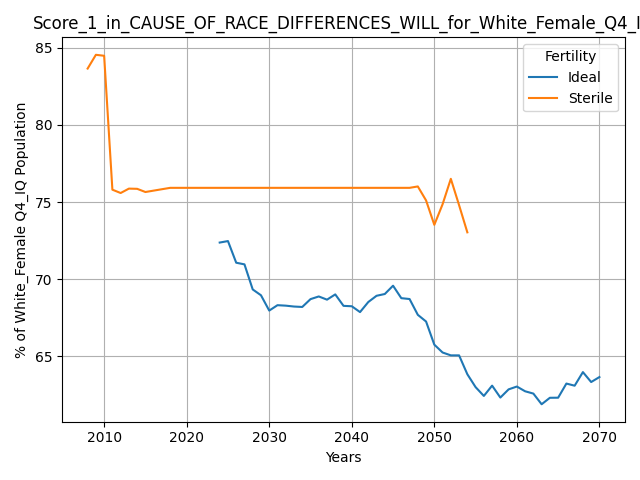 Score_1_in_CAUSE_OF_RACE_DIFFERENCES_WILL_for_White_Female_Q4_I
Fertility
Ideal
Sterile
% of White_Female Q4_IQ Population
85
80
75
70
65
2010
2020
2030
2040
2050
2060
2070
Years